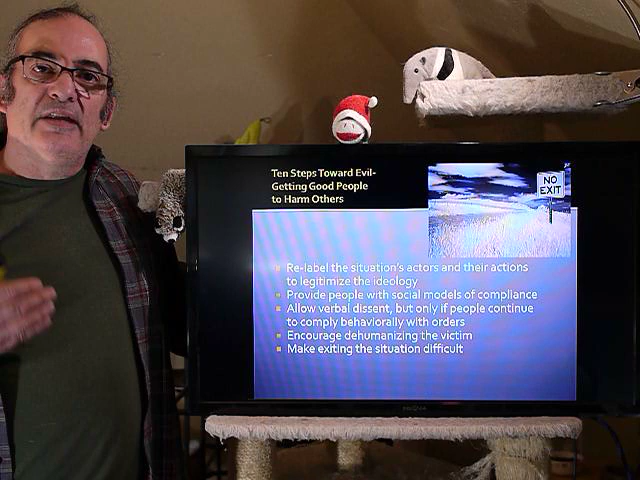 Ten Steps Toward Evil-
Getting Good People
to Harm Others
NO
EXIT
Re-label the situation's actors and their actions
to legitimize the ideology
Provide people with social models of compliance
Allow verbal dissent, but only if people continue
to comply behaviorally with orders
Encourage dehumanizing the victim
Make exiting the situation difficult